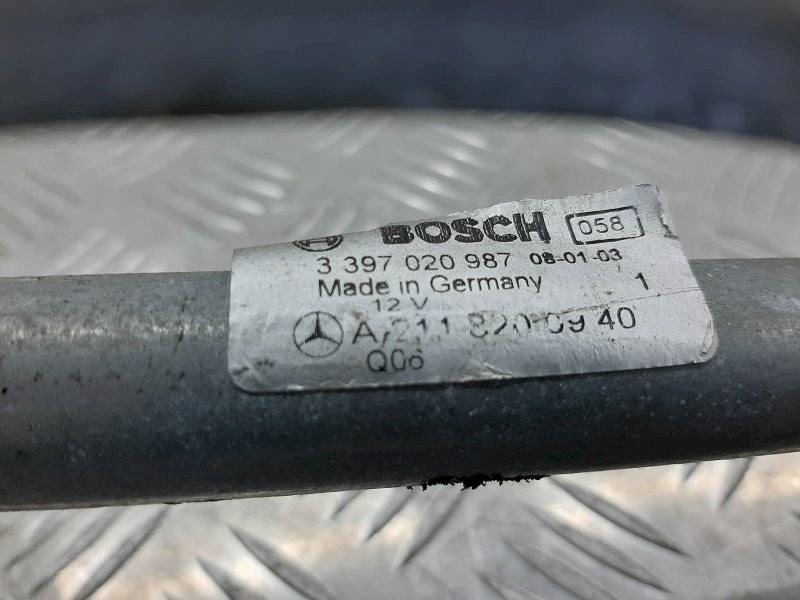 BOSCH 058
3 397 020 987 08-01-03
Made in Germany 1
12 V
A 211 820 09 40
Q06